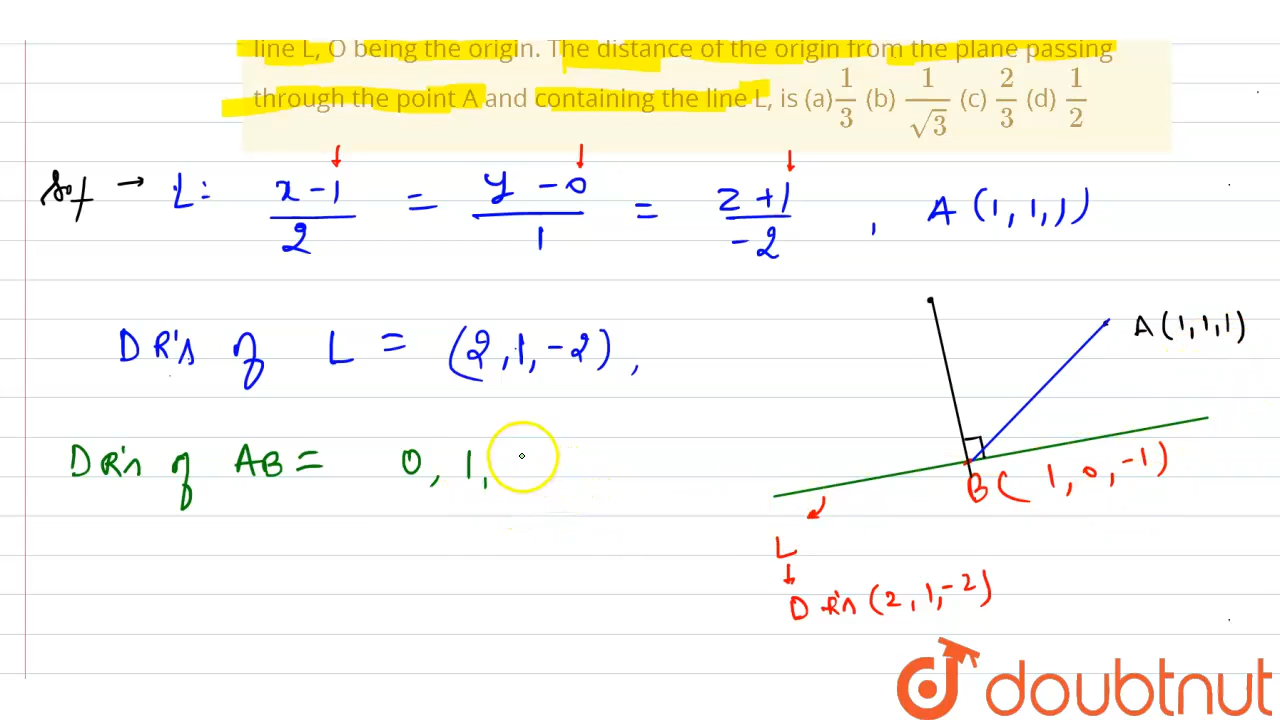 line L, O being the origin. The distance of the origin from the plane passing
through the point A and containing the line L, is (a) 1/3 (b) 1/√3 (c) 2/3 (d) 1/2
Sol → L: x-1/2 = y-0/1 = z+1/-2 , A (1,1,1)
DR's of L = (2,1,-2),
A(1,1,1)
DR's of AB = 0, 1,
B( 1, 0, -1)
L
DR's (2,1,-2)
doubtnut